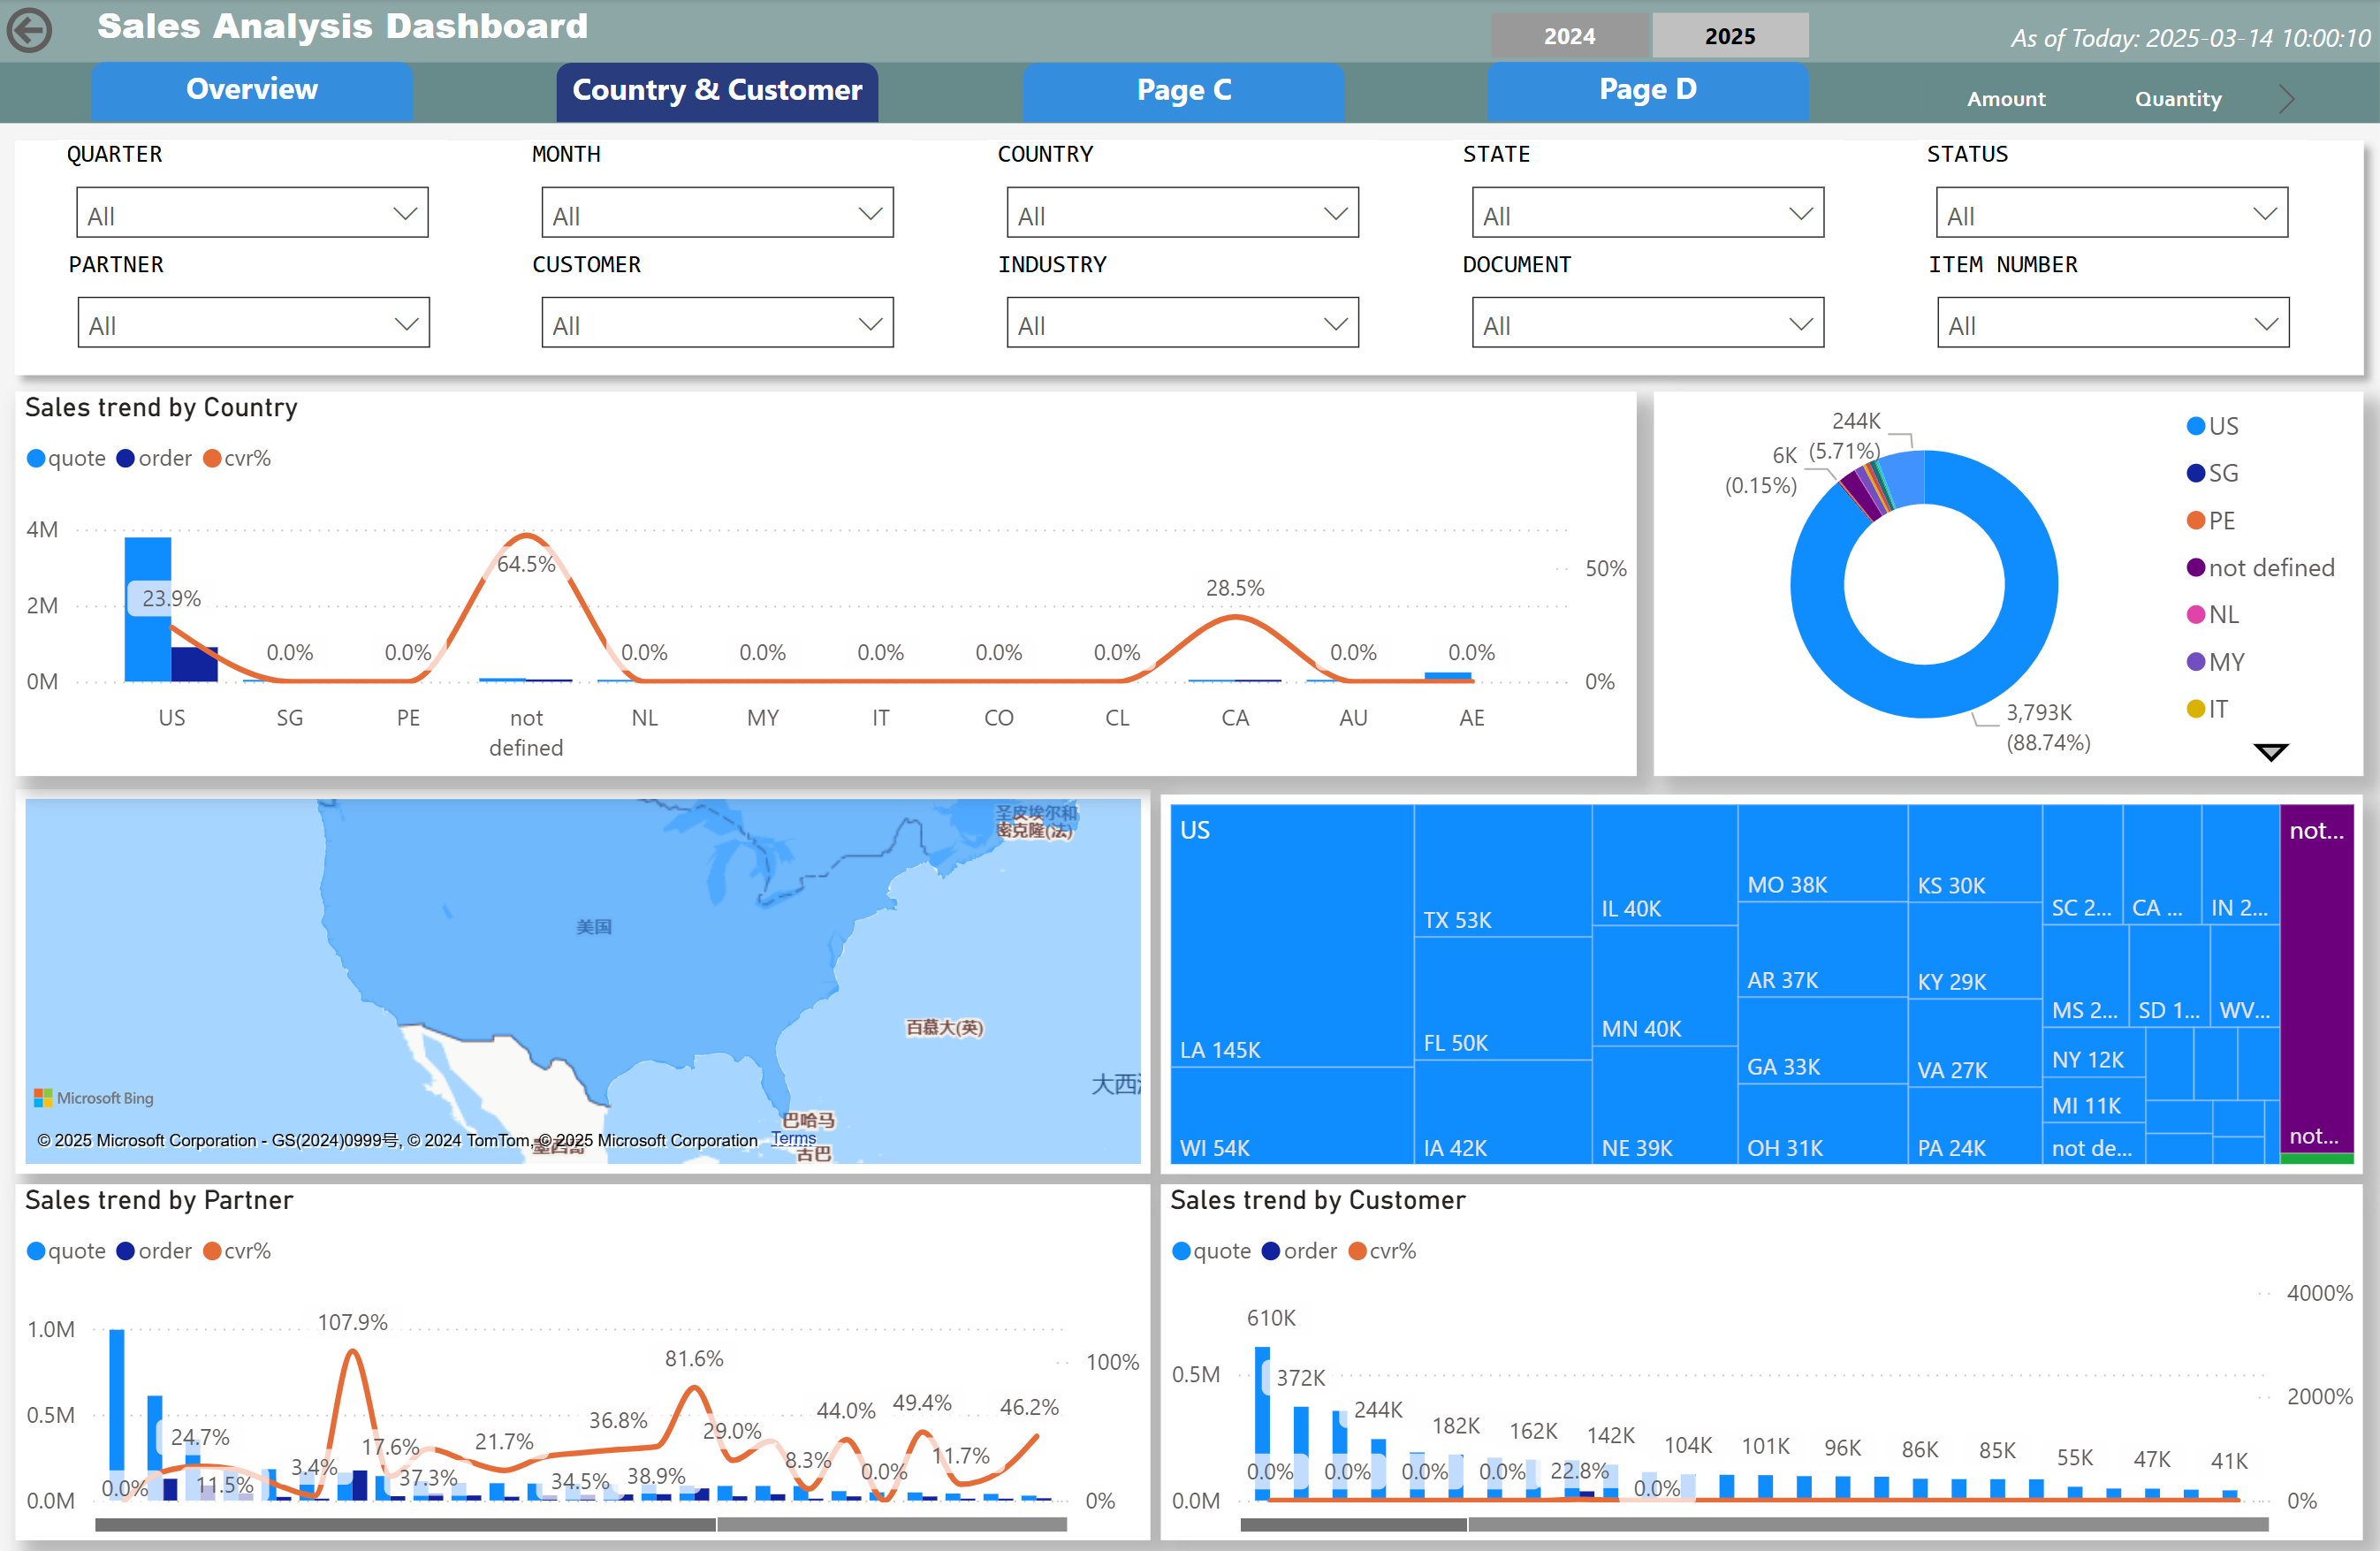 Sales Analysis Dashboard
2024
2025
As of Today: 2025-03-14 10:00:10
Overview
Country & Customer
Page C
Page D
Amount
Quantity
QUARTER
MONTH
COUNTRY
STATE
STATUS
All
All
All
All
All
PARTNER
CUSTOMER
INDUSTRY
DOCUMENT
ITEM NUMBER
All
All
All
All
All
Sales trend by Country
quote order cvr%
4M
2M
0M
50%
0%
23.9%
0.0%
0.0%
64.5%
0.0%
0.0%
0.0%
0.0%
0.0%
28.5%
0.0%
0.0%
US
SG
PE
not
defined
NL
MY
IT
CO
CL
CA
AU
AE
244K
(5.71%)
6K
(0.15%)
3,793K
(88.74%)
US
SG
PE
not defined
NL
MY
IT
圣皮埃尔和
密克隆(法)
美国
百慕大(英)
大西
巴哈马
古巴
墨西哥
Microsoft Bing
© 2025 Microsoft Corporation - GS(2024)0999号, © 2024 TomTom, © 2025 Microsoft Corporation Terms
US
LA 145K
WI 54K
TX 53K
FL 50K
IA 42K
IL 40K
MN 40K
NE 39K
MO 38K
AR 37K
GA 33K
OH 31K
KS 30K
KY 29K
VA 27K
PA 24K
SC 2...
CA ...
IN 2...
MS 2...
SD 1...
WV...
NY 12K
MI 11K
not de...
not...
not...
Sales trend by Partner
quote order cvr%
1.0M
0.5M
0.0M
100%
0%
0.0%
24.7%
11.5%
3.4%
107.9%
17.6%
37.3%
21.7%
34.5%
36.8%
38.9%
81.6%
29.0%
8.3%
44.0%
0.0%
49.4%
11.7%
46.2%
Sales trend by Customer
quote order cvr%
0.5M
0.0M
4000%
2000%
0%
610K
372K
244K
182K
162K
142K
104K
101K
96K
86K
85K
55K
47K
41K
0.0%
0.0%
0.0%
0.0%
22.8%
0.0%